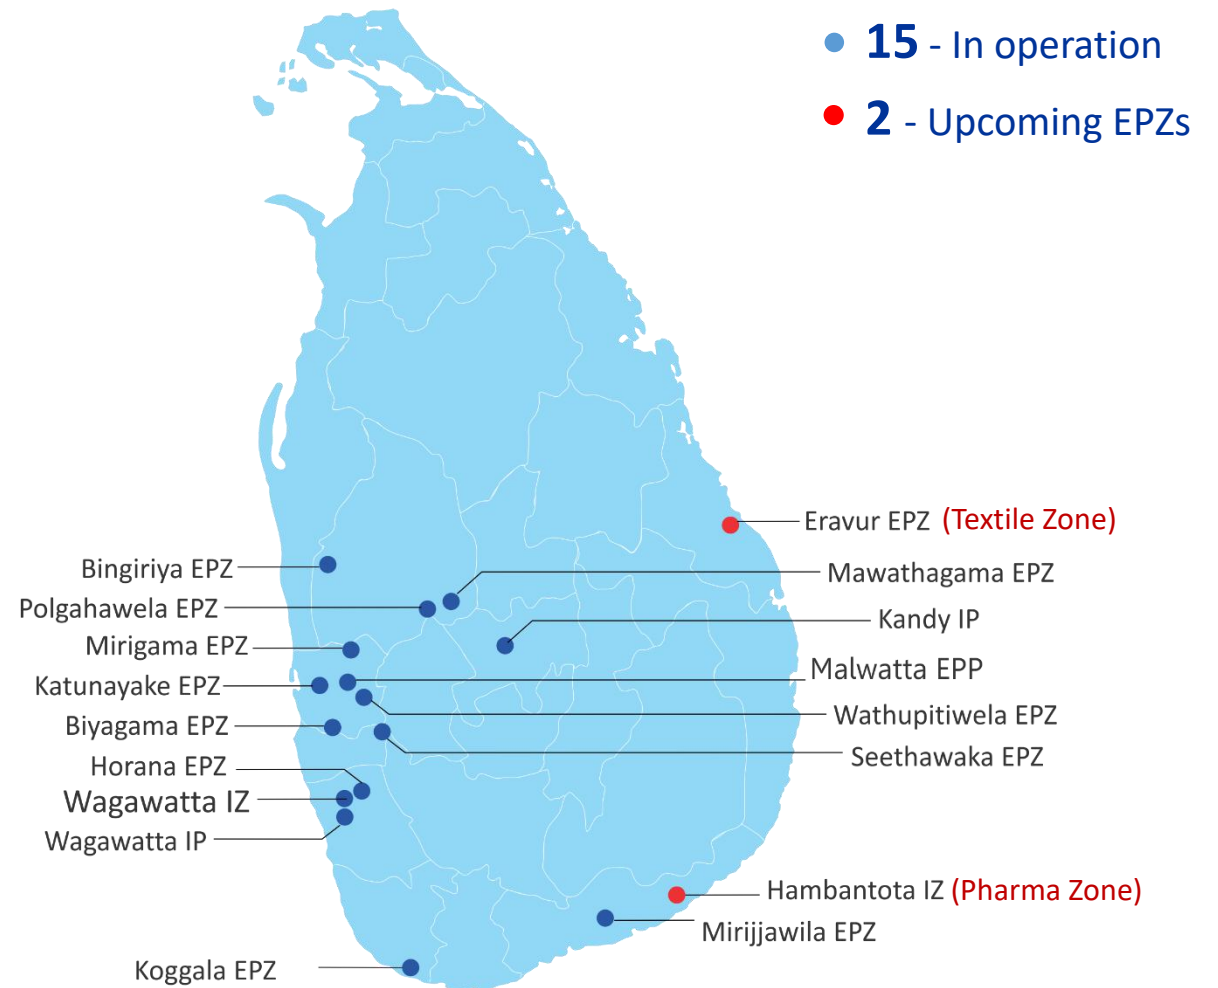 15 - In operation
2 - Upcoming EPZs
Eravur EPZ (Textile Zone)
Bingiriya EPZ
Mawathagama EPZ
Polgahawela EPZ
Kandy IP
Mirigama EPZ
Malwatta EPP
Katunayake EPZ
Wathupitiwela EPZ
Biyagama EPZ
Seethawaka EPZ
Horana EPZ
Wagawatta IZ
Wagawatta IP
Hambantota IZ (Pharma Zone)
Mirijjawila EPZ
Koggala EPZ